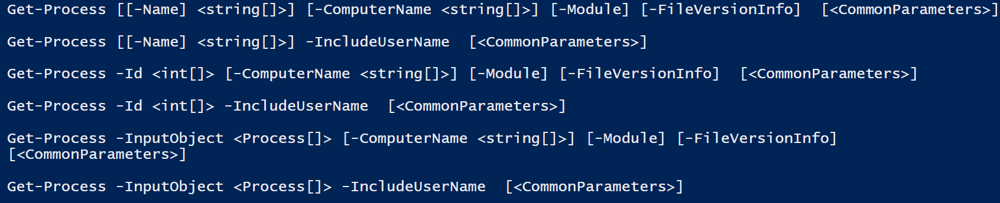 Get-Process [[-Name] <string[]>] [-ComputerName <string[]>] [-Module] [-FileVersionInfo]  [<CommonParameters>]
Get-Process [[-Name] <string[]>] -IncludeUserName  [<CommonParameters>]
Get-Process -Id <int[]> [-ComputerName <string[]>] [-Module] [-FileVersionInfo]  [<CommonParameters>]
Get-Process -Id <int[]> -IncludeUserName  [<CommonParameters>]
Get-Process -InputObject <Process[]> [-ComputerName <string[]>] [-Module] [-FileVersionInfo]
[<CommonParameters>]
Get-Process -InputObject <Process[]> -IncludeUserName  [<CommonParameters>]